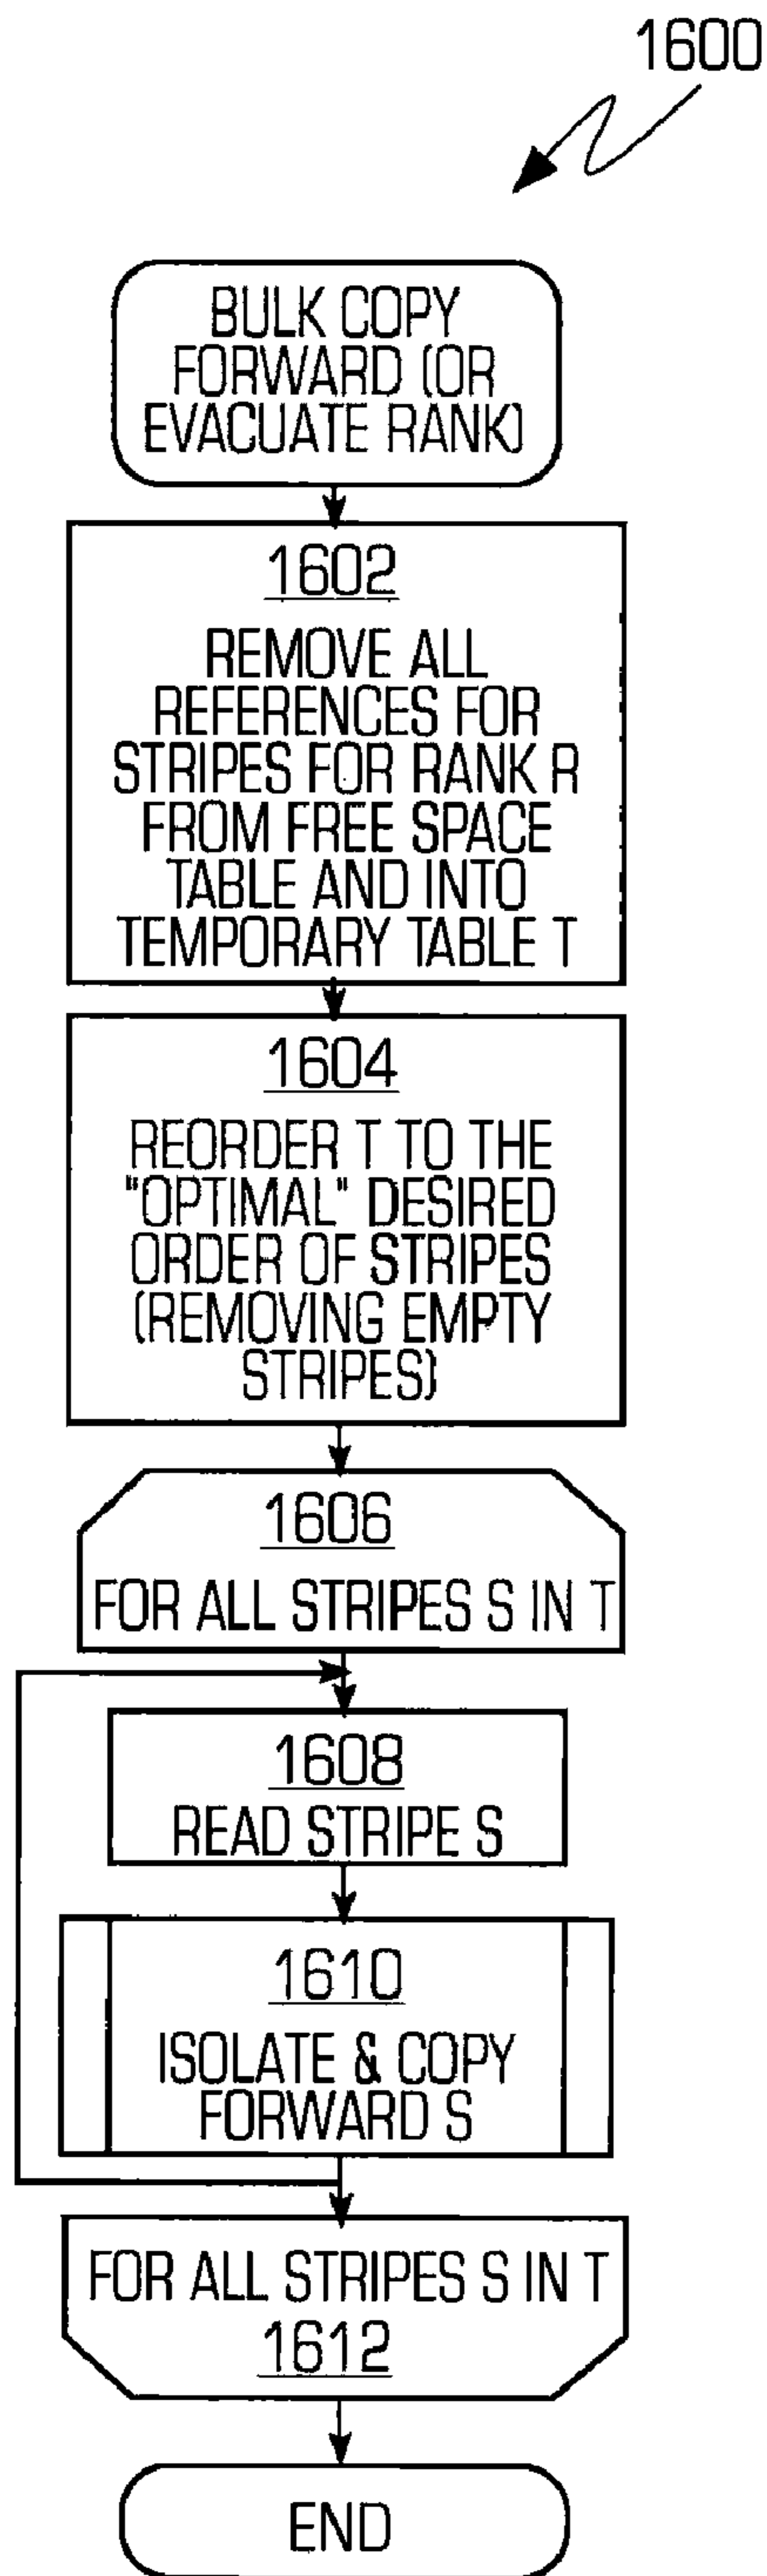 1600
BULK COPY
FORWARD (OR
EVACUATE RANK)
1602
REMOVE ALL
REFERENCES FOR
STRIPES FOR RANK R
FROM FREE SPACE
TABLE AND INTO
TEMPORARY TABLE T
1604
REORDER T TO THE
"OPTIMAL" DESIRED
ORDER OF STRIPES
(REMOVING EMPTY
STRIPES)
1606
FOR ALL STRIPES S IN T
1608
READ STRIPE S
1610
ISOLATE & COPY
FORWARD S
FOR ALL STRIPES S IN T
1612
END